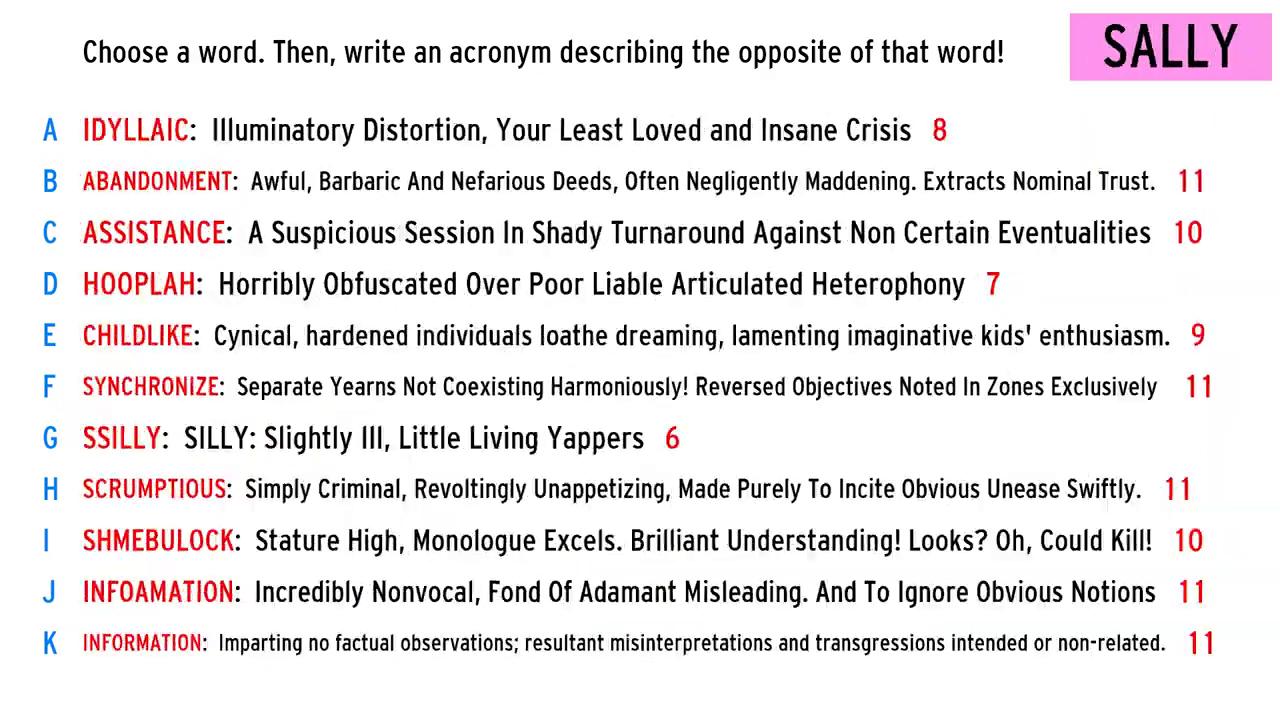 Choose a word. Then, write an acronym describing the opposite of that word!
SALLY
A IDYLLAIC: Illuminatory Distortion, Your Least Loved and Insane Crisis 8
B ABANDONMENT: Awful, Barbaric And Nefarious Deeds, Often Negligently Maddening. Extracts Nominal Trust. 11
C ASSISTANCE: A Suspicious Session In Shady Turnaround Against Non Certain Eventualities 10
D HOOPLAH: Horribly Obfuscated Over Poor Liable Articulated Heterophony 7
E CHILDLIKE: Cynical, hardened individuals loathe dreaming, lamenting imaginative kids' enthusiasm. 9
F SYNCHRONIZE: Separate Yearns Not Coexisting Harmoniously! Reversed Objectives Noted In Zones Exclusively 11
G SSILLY: SILLY: Slightly Ill, Little Living Yappers 6
H SCRUMPTIOUS: Simply Criminal, Revoltingly Unappetizing, Made Purely To Incite Obvious Unease Swiftly. 11
I SHMEBULOCK: Stature High, Monologue Excels. Brilliant Understanding! Looks? Oh, Could Kill! 10
J INFOAMATION: Incredibly Nonvocal, Fond Of Adamant Misleading. And To Ignore Obvious Notions 11
K INFORMATION: Imparting no factual observations; resultant misinterpretations and transgressions intended or non-related. 11